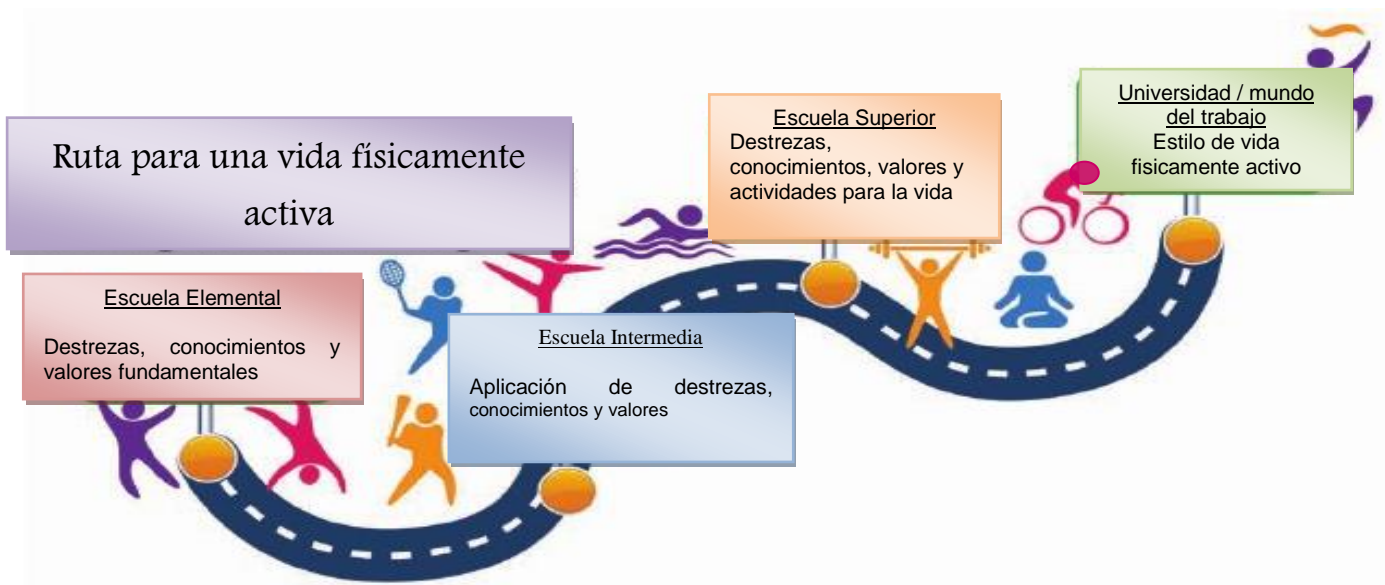 Ruta para una vida físicamente
activa
Escuela Elemental
Destrezas, conocimientos y
valores fundamentales
Escuela Intermedia
Aplicación de destrezas,
conocimientos y valores
Escuela Superior
Destrezas,
conocimientos, valores y
actividades para la vida
Universidad / mundo
del trabajo
Estilo de vida
fisicamente activo